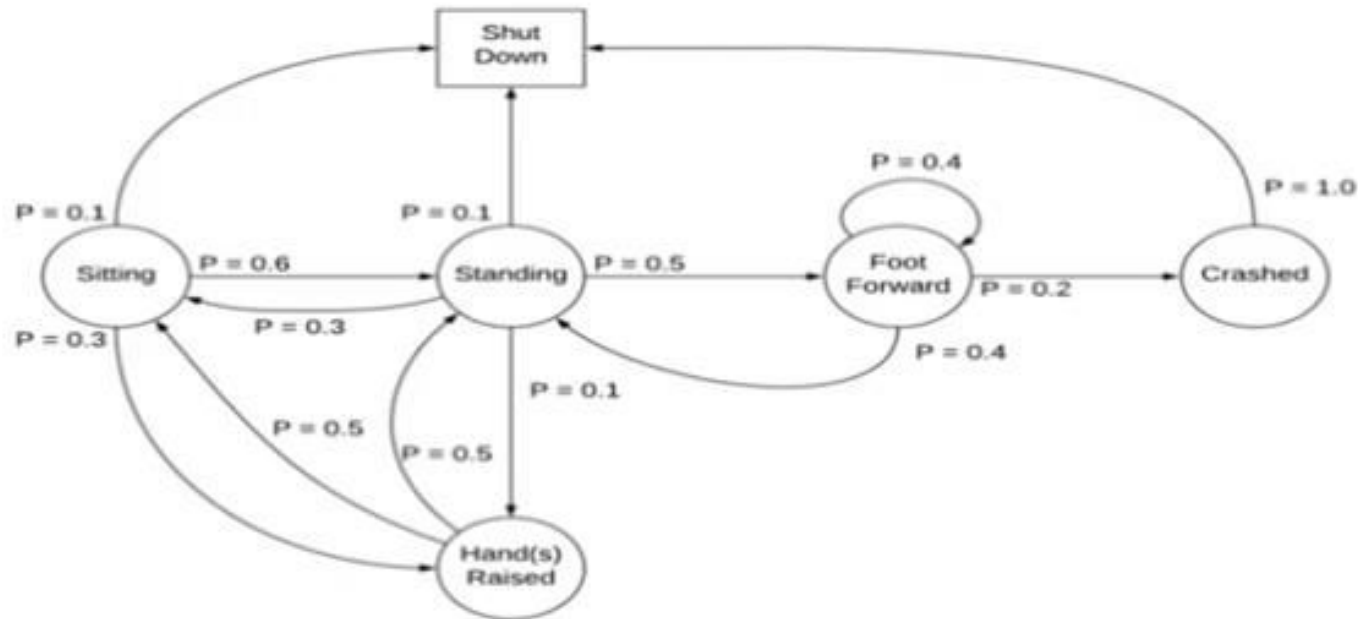 Shut
Down
P = 0.4
P = 1.0
P = 0.1
P = 0.1
Sitting
P = 0.6
Standing
P = 0.5
Foot
Forward
P = 0.2
Crashed
P = 0.3
P = 0.3
P = 0.4
P = 0.1
P = 0.5
P = 0.5
Hand(s)
Raised